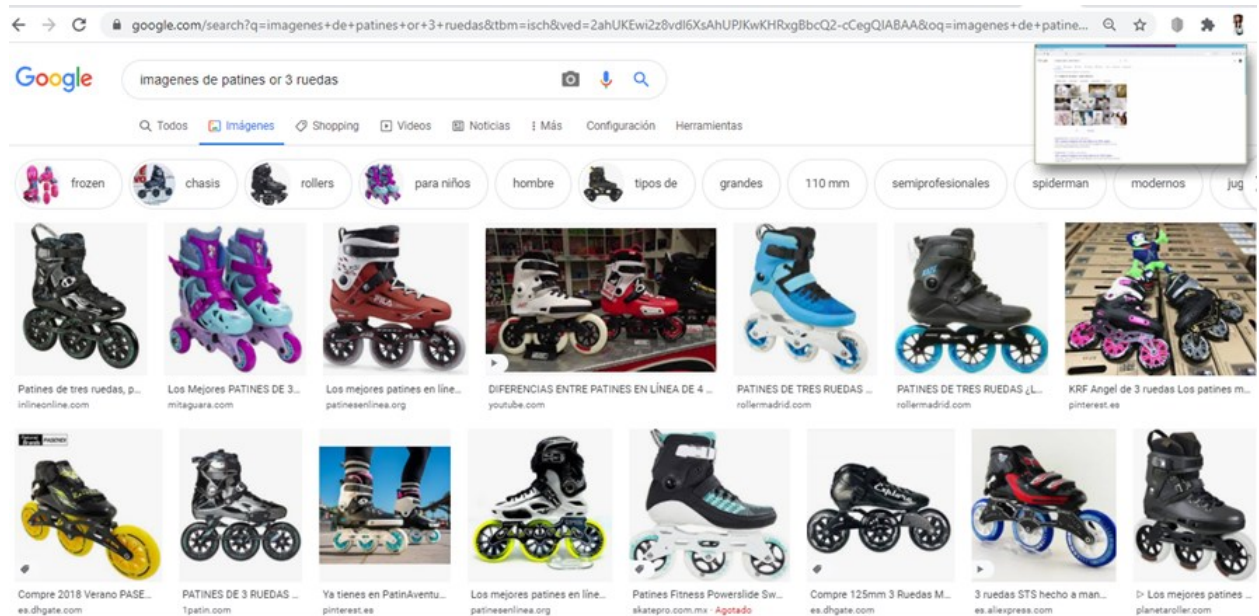 google.com/search?q=imagenes+de+patines+or+3+ruedas&tbm=isch&ved=2ahUKEwi2z8vdl6XsAhUPJKwKHRxgBbcQ2-cCegQIABAA&oq=imagenes+de+patine...
Google
imagenes de patines or 3 ruedas
Todos Imágenes Shopping Videos Noticias Más Configuración Herramientas
frozen chasis rollers para niños hombre tipos de grandes 110 mm semiprofesionales spiderman modernos jug
Patines de tres ruedas, p... Los Mejores PATINES DE 3... Los mejores patines en líne... DIFERENCIAS ENTRE PATINES EN LÍNEA DE 4 ... PATINES DE TRES RUEDAS ... PATINES DE TRES RUEDAS ¿L... KRF Angel de 3 ruedas Los patines m...
inlineonline.com mitaguara.com patinesenlinea.org youtube.com rollermadrid.com rollermadrid.com pinterest.es
Compre 2018 Verano PASE... PATINES DE 3 RUEDAS ... Ya tienes en PatinAventu... Los mejores patines en líne... Patines Fitness Powerslide Sw... Compre 125mm 3 Ruedas M... 3 ruedas STS hecho a man... ▷ Los mejores patines ...
es.dhgate.com 1patin.com pinterest.es patinesenlinea.org skatepro.com.mx · Agotado es.dhgate.com es.aliexpress.com planetaroller.com